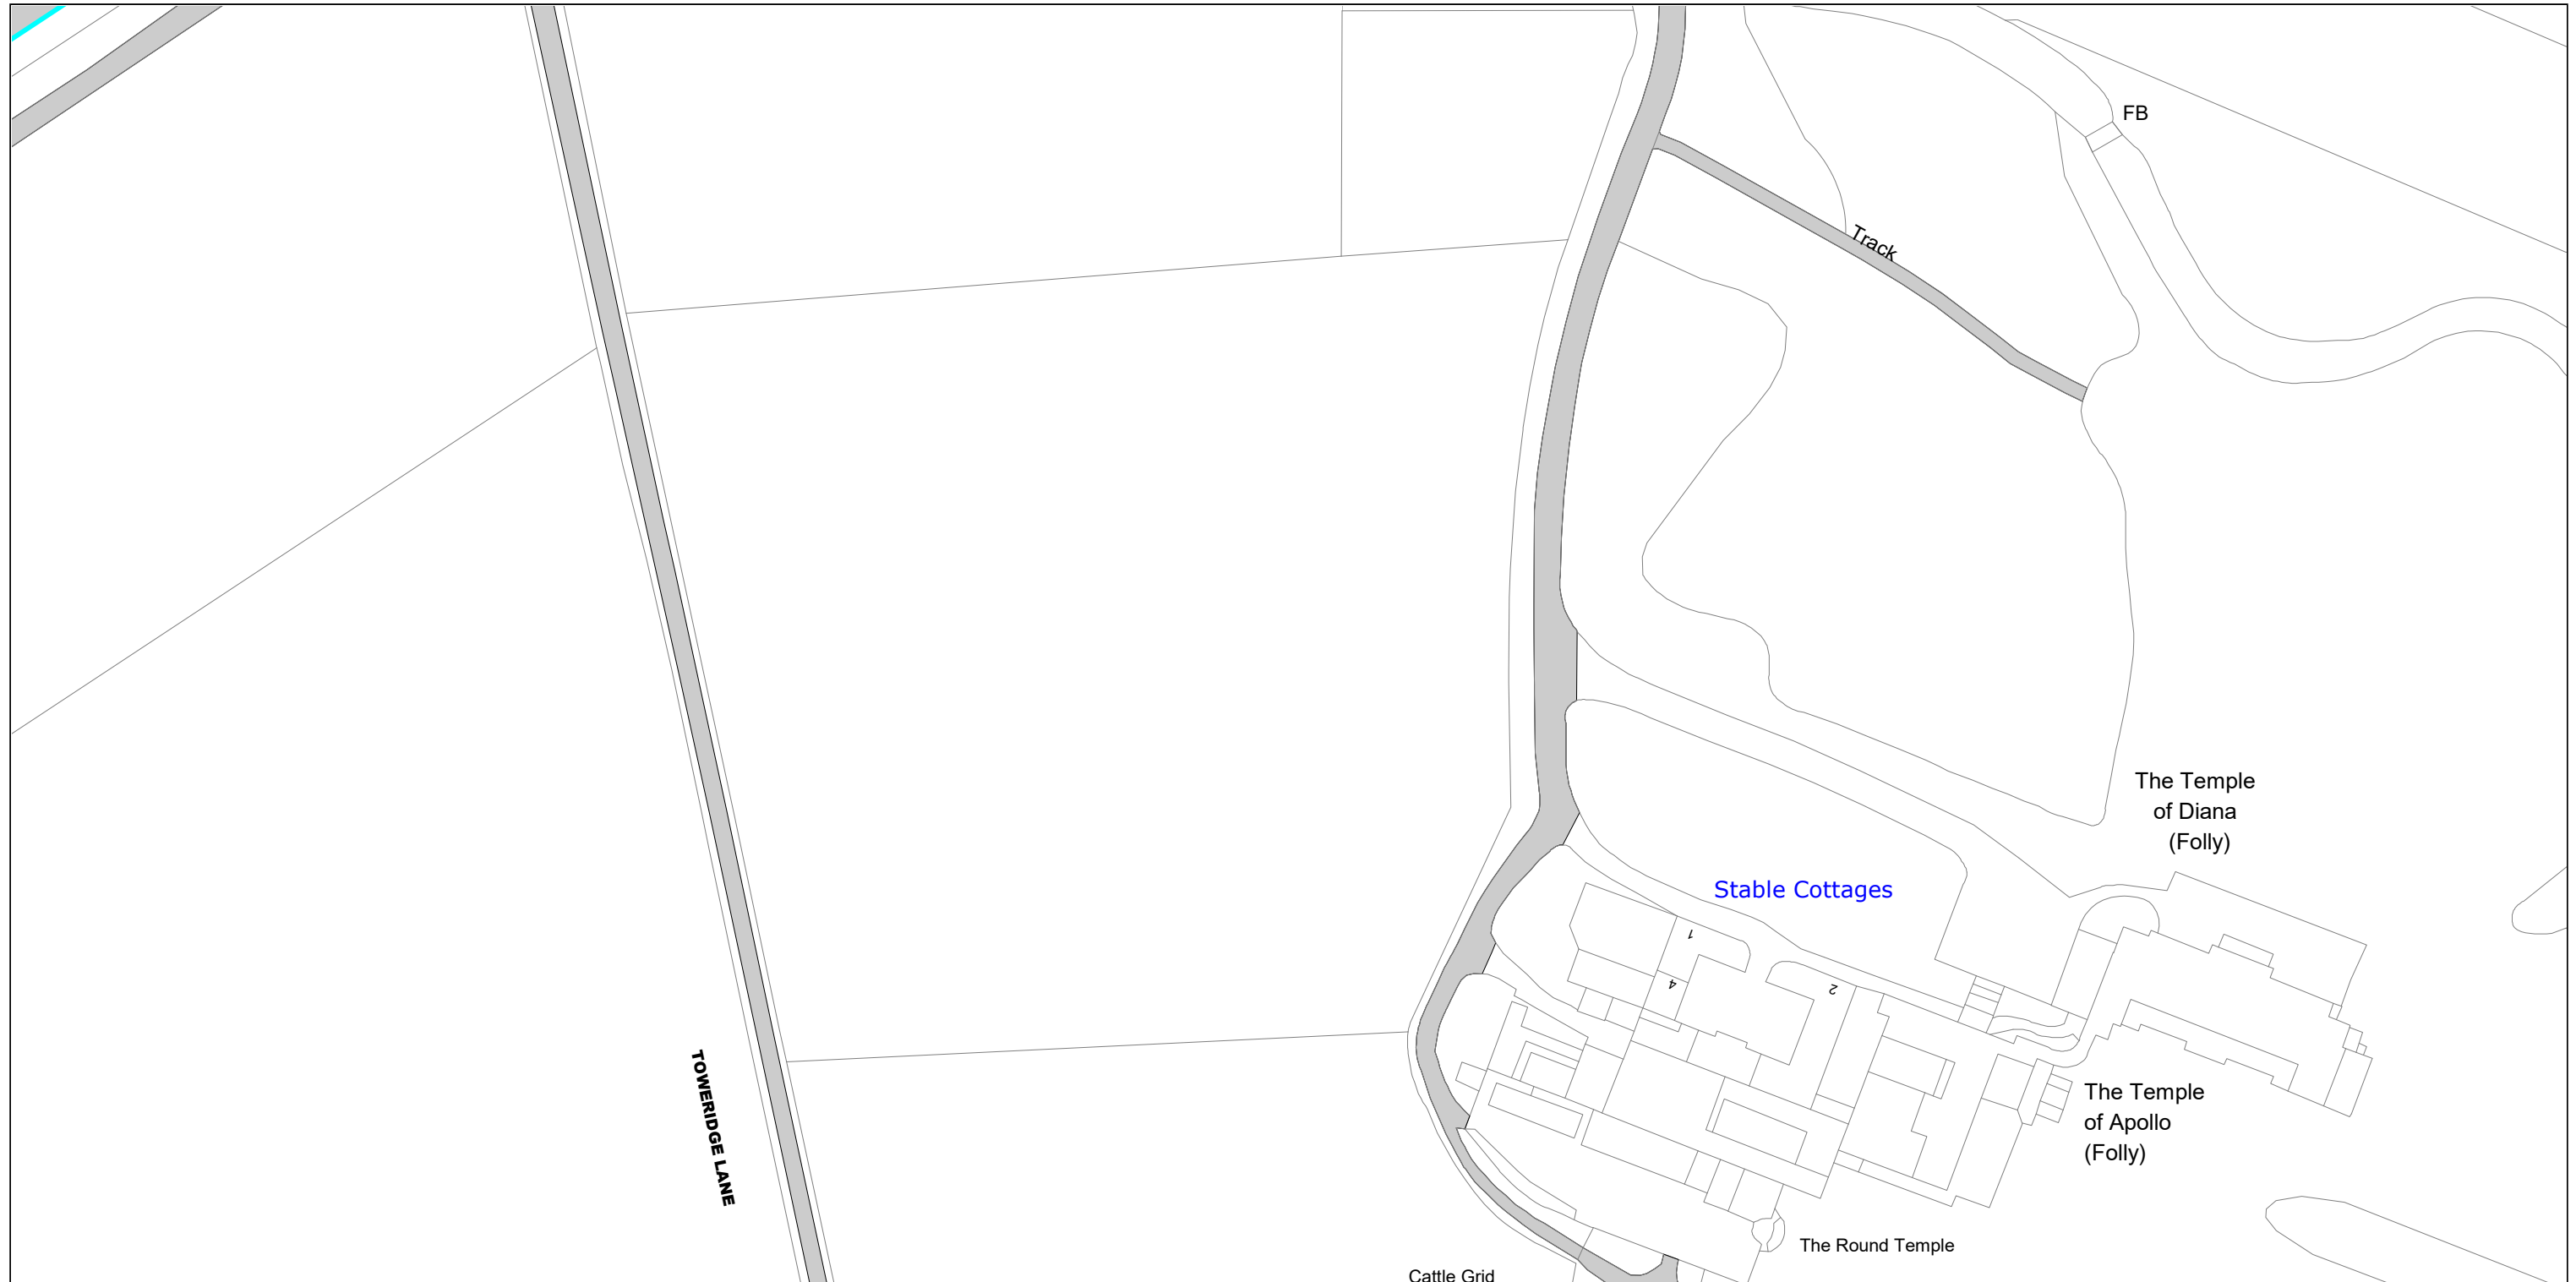 FB
Track
The Temple
of Diana
(Folly)
Stable Cottages
1
4
2
TOWERIDGE LANE
The Temple
of Apollo
(Folly)
The Round Temple
Cattle Grid